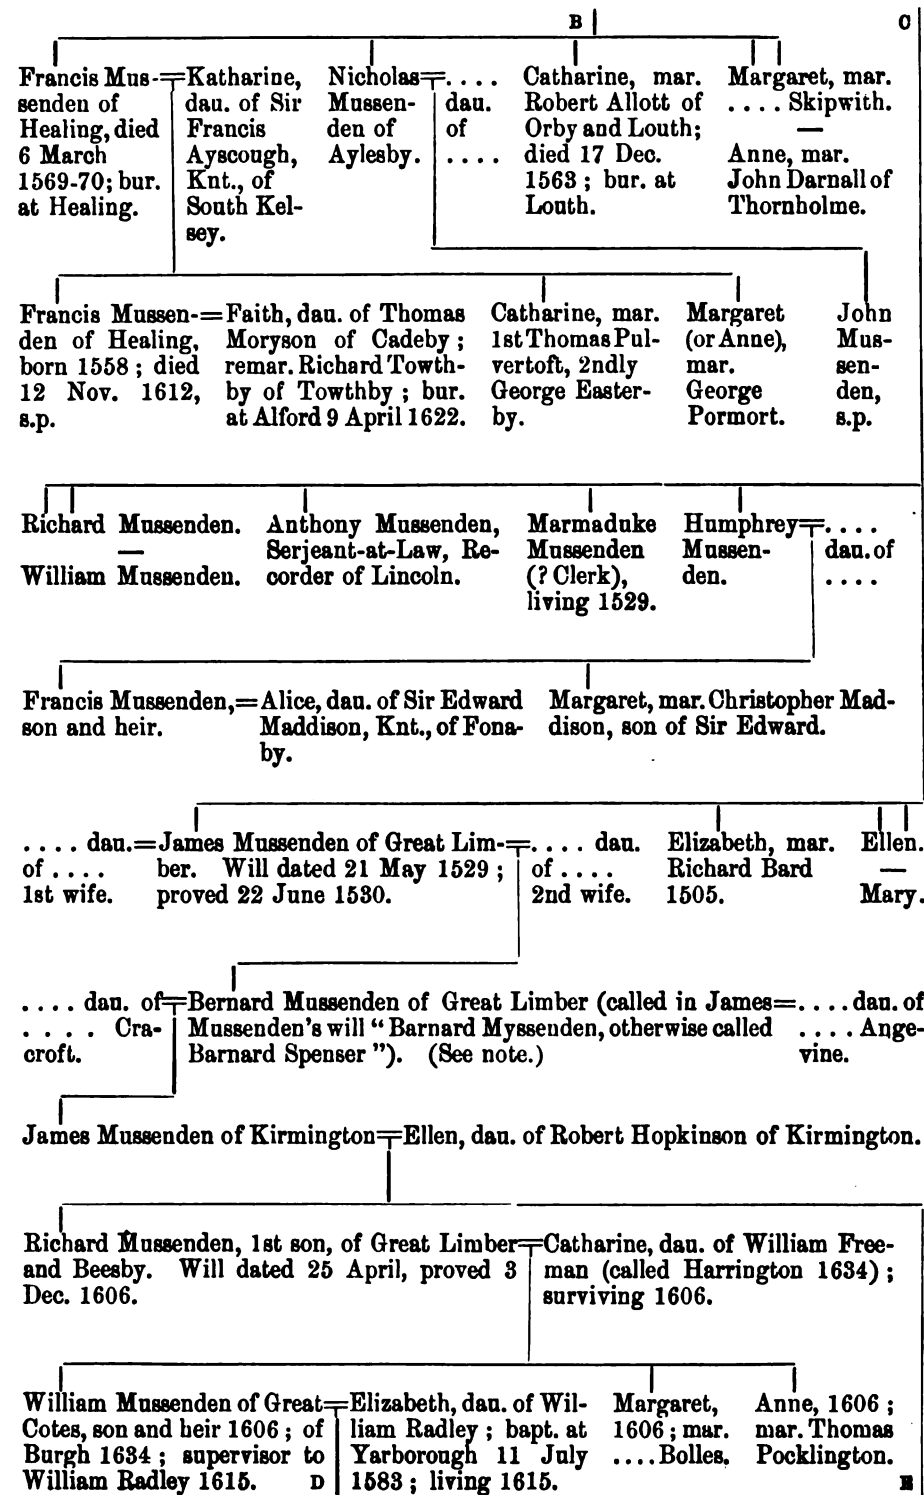 B C
Francis Mus-
senden of
Healing, died
6 March
1569-70; bur.
at Healing.
Katharine,
dau. of Sir
Francis
Ayscough,
Knt., of
South Kel-
sey.
Nicholas
Mussen-
den of
Aylesby.
. . . .
dau.
of
. . . .
Catharine, mar.
Robert Allott of
Orby and Louth;
died 17 Dec.
1563 ; bur. at
Louth.
Margaret, mar.
. . . . Skipwith.
—
Anne, mar.
John Darnall of
Thornholme.
Francis Mussen-=
den of Healing,
born 1558 ; died
12 Nov. 1612,
s.p.
Faith, dau. of Thomas
Moryson of Cadeby ;
remar. Richard Towth-
by of Towthby ; bur.
at Alford 9 April 1622.
Catharine, mar.
1st Thomas Pul-
vertoft, 2ndly
George Easter-
by.
Margaret
(or Anne),
mar.
George
Pormort.
John
Mus-
sen-
den,
s.p.
Richard Mussenden.
—
William Mussenden.
Anthony Mussenden,
Serjeant-at-Law, Re-
corder of Lincoln.
Marmaduke
Mussenden
(? Clerk),
living 1529.
Humphrey
Mussen-
den.
. . . .
dau. of
. . . .
Francis Mussenden,=
son and heir.
Alice, dau. of Sir Edward
Maddison, Knt., of Fona-
by.
Margaret, mar. Christopher Mad-
dison, son of Sir Edward.
. . . . dau.=
of . . . .
1st wife.
James Mussenden of Great Lim-
ber. Will dated 21 May 1529 ;
proved 22 June 1530.
. . . . dau.
of . . . .
2nd wife.
Elizabeth, mar.
Richard Bard
1505.
Ellen.
—
Mary.
. . . . dau. of
. . . . Cra-
croft.
Bernard Mussenden of Great Limber (called in James=
Mussenden's will “ Barnard Myssenden, otherwise called
Barnard Spenser ”). (See note.)
. . . . dau. of
. . . . Ange-
vine.
James Mussenden of Kirmington
Ellen, dau. of Robert Hopkinson of Kirmington.
Richard Mussenden, 1st son, of Great Limber
and Beesby. Will dated 25 April, proved 3
Dec. 1606.
Catharine, dau. of William Free-
man (called Harrington 1634) ;
surviving 1606.
William Mussenden of Great
Cotes, son and heir 1606 ; of
Burgh 1634 ; supervisor to
William Radley 1615. D
Elizabeth, dau. of Wil-
liam Radley ; bapt. at
Yarborough 11 July
1583 ; living 1615.
Margaret,
1606 ; mar.
. . . . Bolles.
Anne, 1606 ;
mar. Thomas
Pocklington.
E